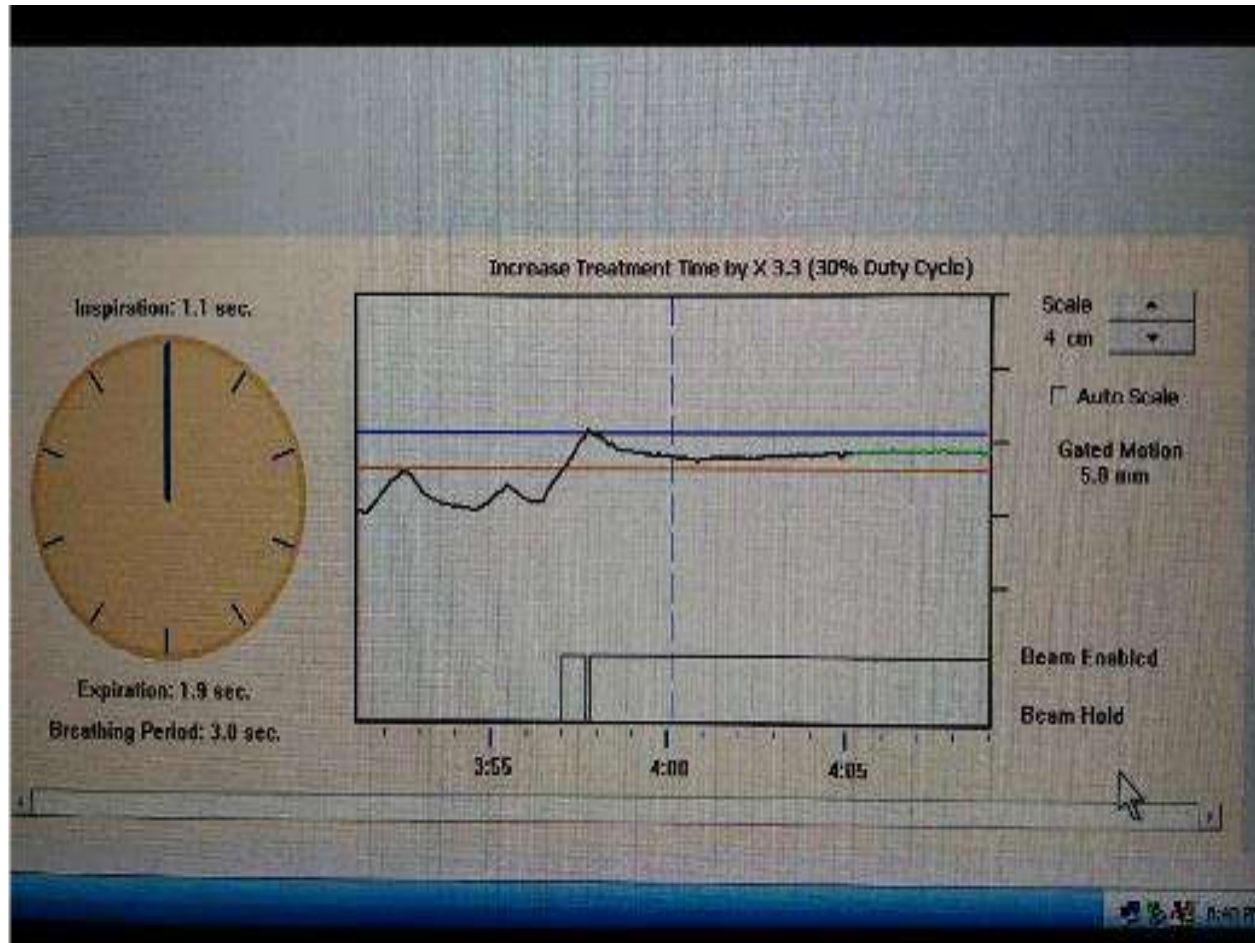 Increase Treatment Time by X 3.3 (30% Duty Cycle)
Inspiration: 1.1 sec.
Scale
4 cm
Auto Scale
Gated Motion
5.0 mm
Expiration: 1.9 sec.
Breathing Period: 3.0 sec.
Beam Enabled
Beam Hold
3:55
4:00
4:05